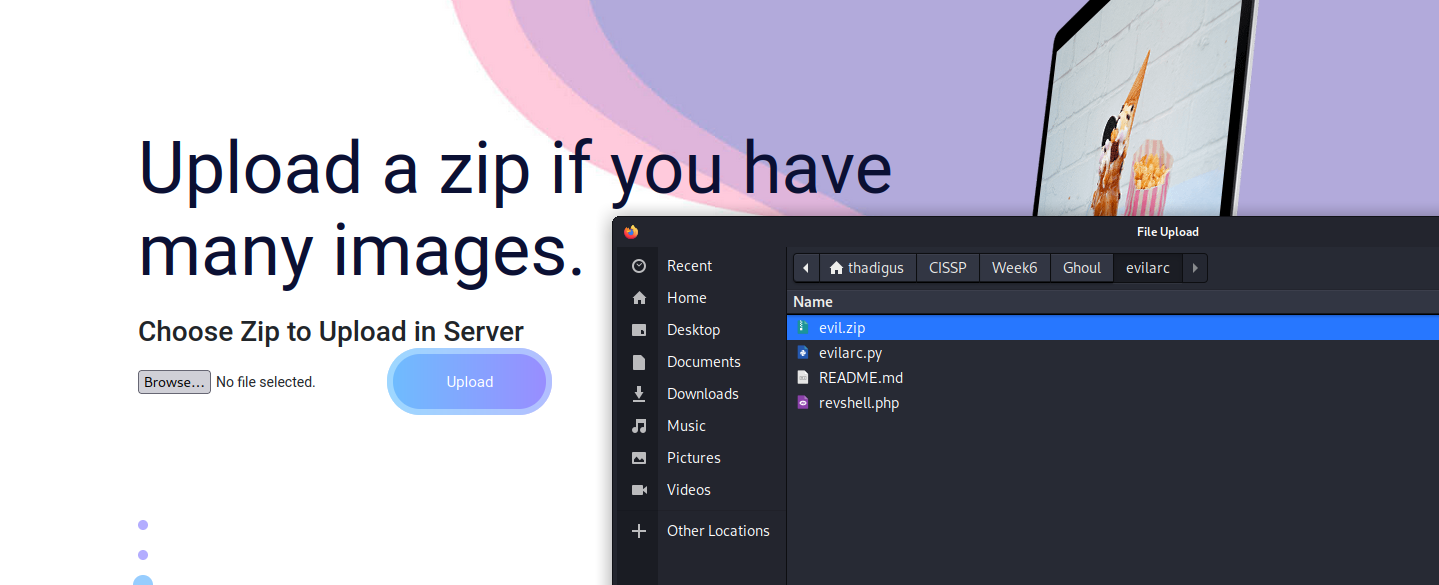 Upload a zip if you have
many images.
Choose Zip to Upload in Server
Browse... No file selected.
Upload
File Upload
Recent
Home
Desktop
Documents
Downloads
Music
Pictures
Videos
Other Locations
thadigus CISSP Week6 Ghoul evilarc
Name
evil.zip
evilarc.py
README.md
revshell.php